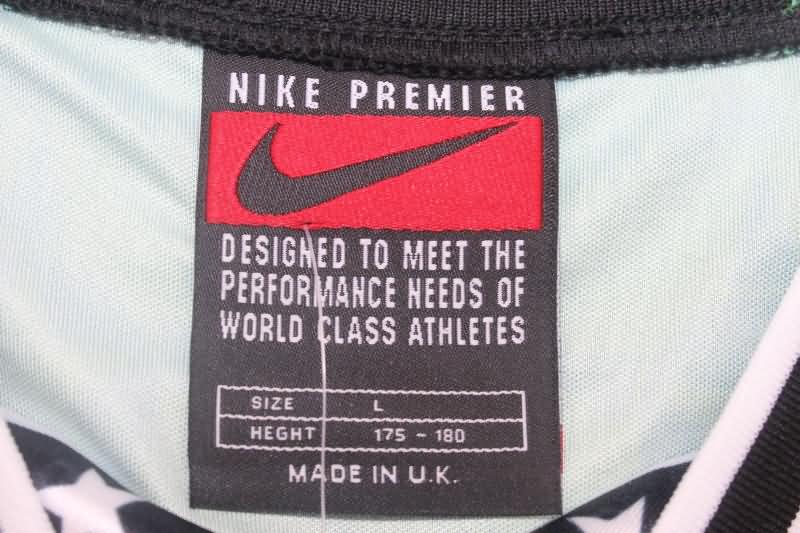 NIKE PREMIER
DESIGNED TO MEET THE
PERFORMANCE NEEDS OF
WORLD CLASS ATHLETES
SIZE L
HEGHT 175 - 180
MADE IN U.K.